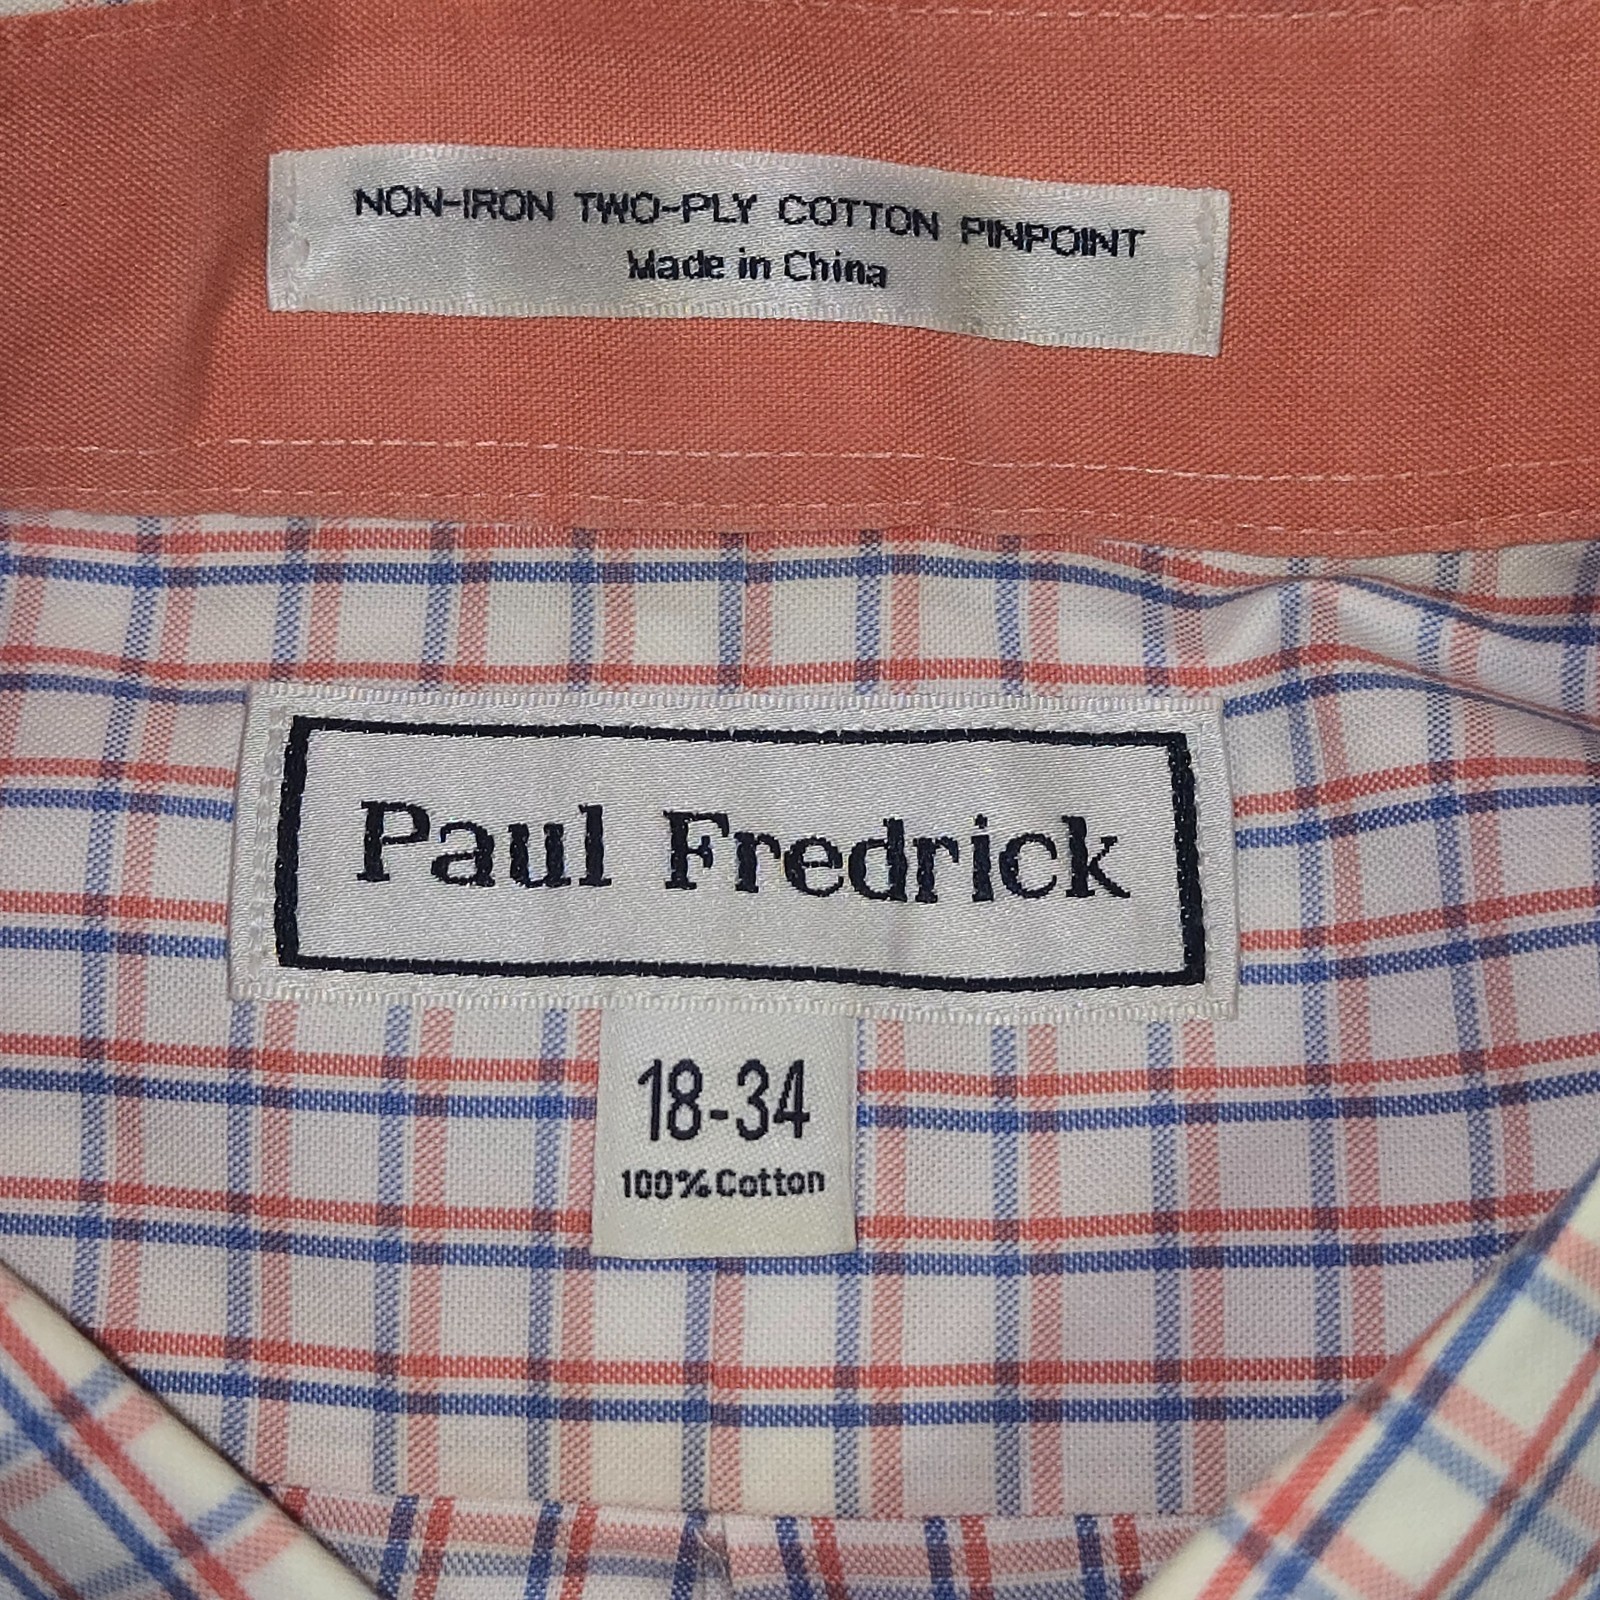 NON-IRON TWO-PLY COTTON PINPOINT
Made in China
Paul Fredrick
18-34
100% Cotton